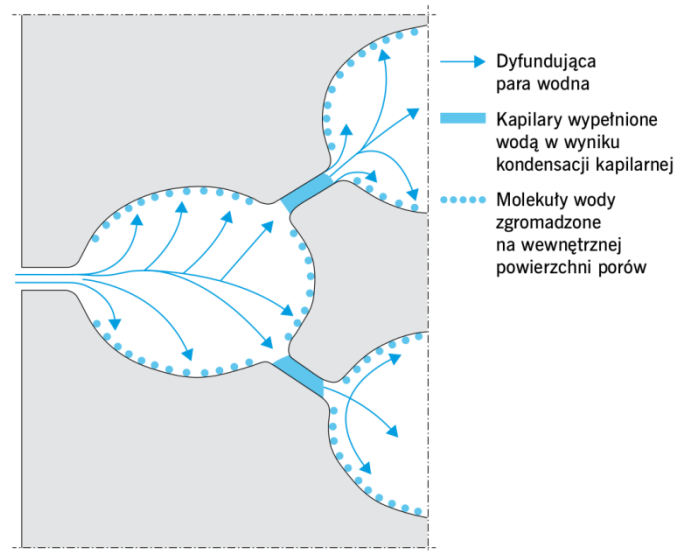 Dyfundująca
para wodna
Kapilary wypełnione
wodą w wyniku
kondensacji kapilarnej
Molekuły wody
zgromadzone
na wewnętrznej
powierzchni porów